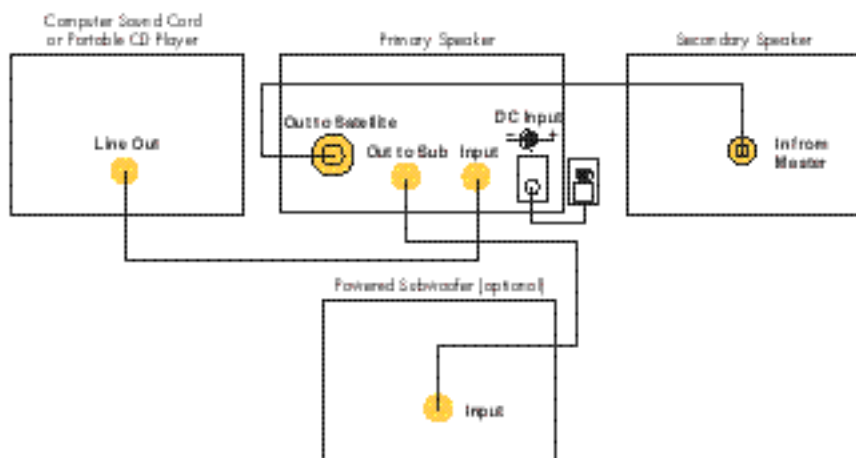 Computer Sound Card
or Portable CD Player
Primary Speaker
Secondary Speaker
Line Out
Out to Satellite
Out to Sub
Input
DC Input
- +
In from
Master
Powered Subwoofer (optional)
Input